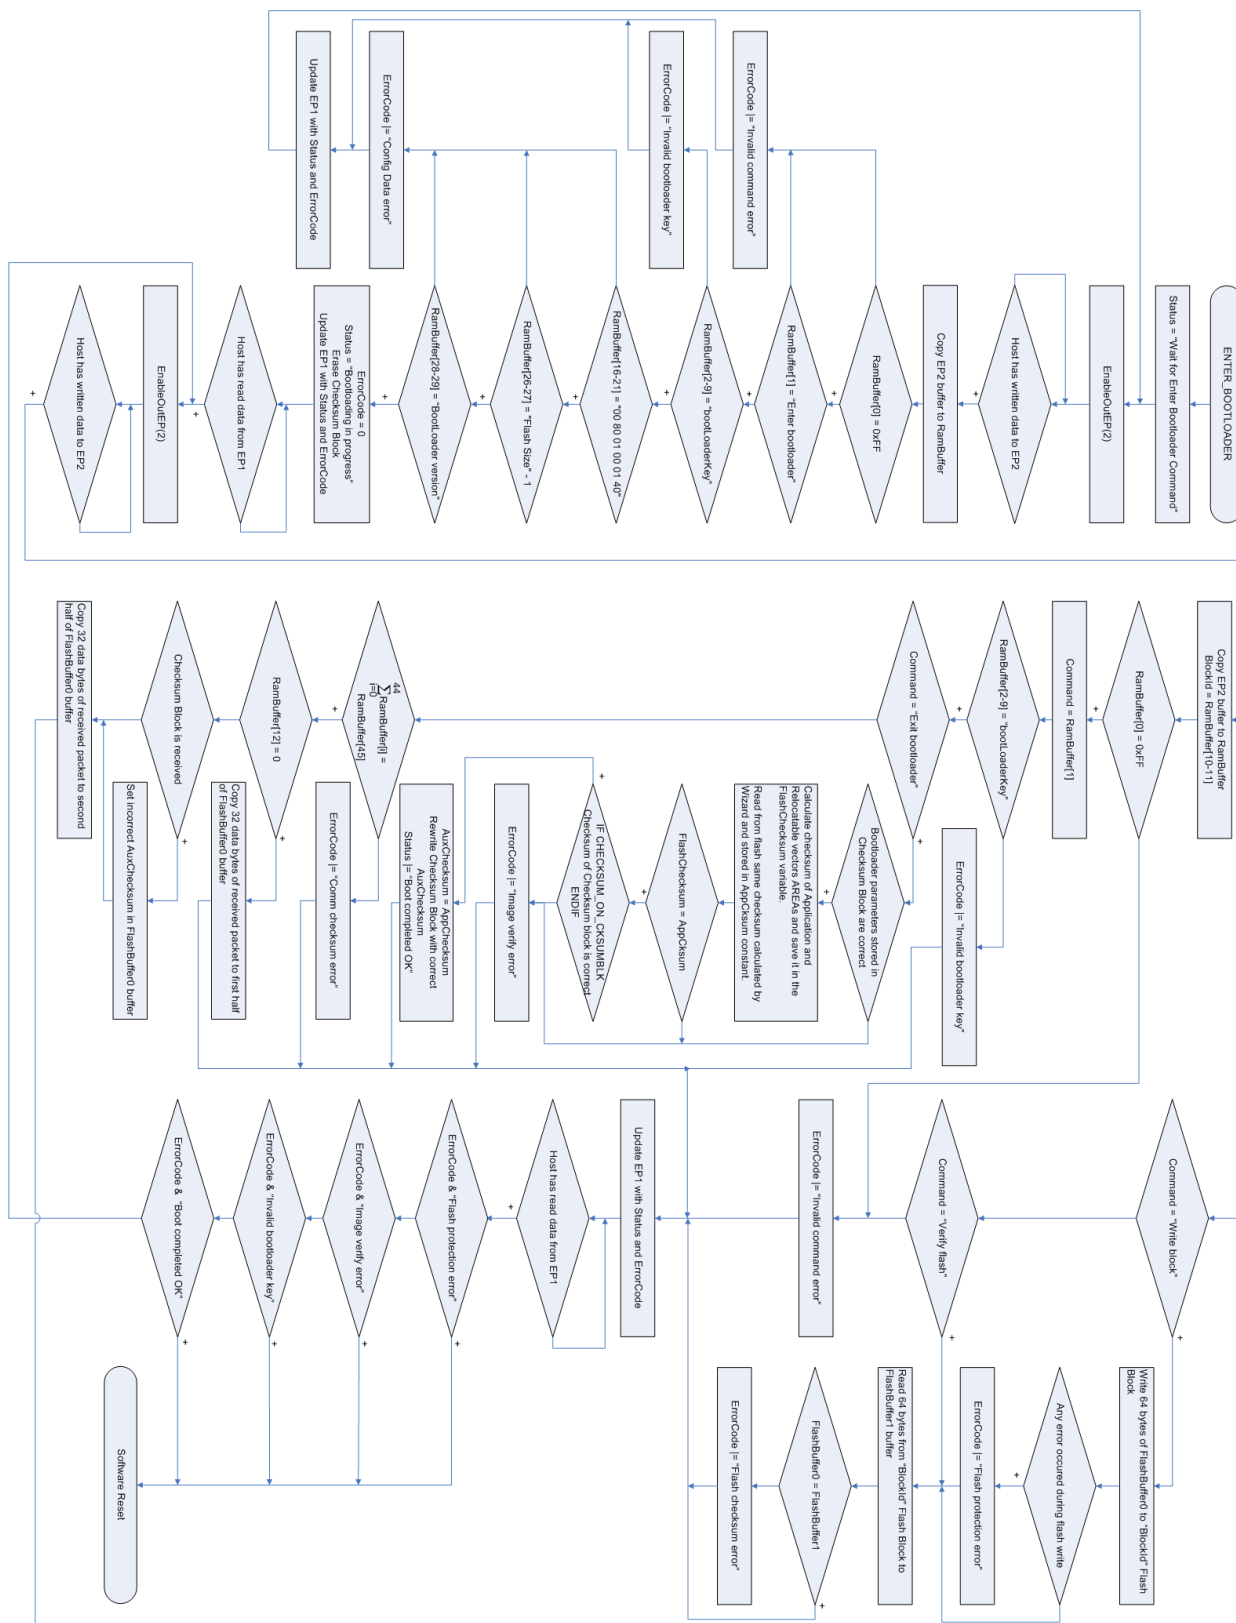 ENTER_BOOTLOADER
Status = "Wait for Enter Bootloader Command"
EnableOutEP(2)
Host has written data to EP2
Copy EP2 buffer to RamBuffer
RamBuffer[0] = 0xFF
RamBuffer[1] = "Enter bootloader"
ErrorCode |= "Invalid command error"
RamBuffer[2-9] = "bootLoaderKey"
ErrorCode |= "Invalid bootloader key"
RamBuffer[16-21] = "00 80 01 00 01 40"
RamBuffer[26-27] = "Flash Size" - 1
RamBuffer[28-29] = "BootLoader version"
ErrorCode |= "Config Data error"
Update EP1 with Status and ErrorCode
ErrorCode = 0
Status = "Bootloading in progress"
Erase Checksum Block
Update EP1 with Status and ErrorCode
Host has read data from EP1
+
EnableOutEP(2)
Host has written data to EP2
+
+
+
+
+
+
+
+
Copy EP2 buffer to RamBuffer
BlockId = RamBuffer[10-11]
RamBuffer[0] = 0xFF
+
Command = RamBuffer[1]
RamBuffer[2-9] = "bootLoaderKey"
+
ErrorCode |= "Invalid bootloader key"
Command = "Exit bootloader"
+
Bootloader parameters stored in
Checksum Block are correct
+
Calculate checksum of Application and
Relocatable vectors AREAs and save it in the
FlashChecksum variable.
Read from flash same checksum calculated by
Wizard and stored in AppCksum constant.
FlashChecksum = AppCksum
+
IF CHECKSUM_ON_CKSUMBLK
Checksum of Checksum block is correct
ENDIF
+
ErrorCode |= "Image verify error"
AuxChecksum = AppChecksum
Rewrite Checksum Block with correct
AuxChecksum
Status |= "Boot completed OK"
44
∑ RamBuffer[i] =
i=0
RamBuffer[45]
+
ErrorCode |= "Comm checksum error"
RamBuffer[12] = 0
+
Copy 32 data bytes of received packet to first half
of FlashBuffer0 buffer
Checksum Block is received
+
Set incorrect AuxChecksum in FlashBuffer0 buffer
Copy 32 data bytes of received packet to second
half of FlashBuffer0 buffer
Command = "Write block"
+
Write 64 bytes of FlashBuffer0 to "BlockId" Flash
Block
Any error occured during flash write
+
ErrorCode |= "Flash protection error"
Command = "Verify flash"
+
Read 64 bytes from "BlockId" Flash Block to
FlashBuffer1 buffer
FlashBuffer0 = FlashBuffer1
+
ErrorCode |= "Flash checksum error"
ErrorCode |= "Invalid command error"
Update EP1 with Status and ErrorCode
Host has read data from EP1
+
ErrorCode & "Flash protection error"
+
ErrorCode & "Image verify error"
+
ErrorCode & "Invalid bootloader key"
+
ErrorCode & "Boot completed OK"
+
Software Reset